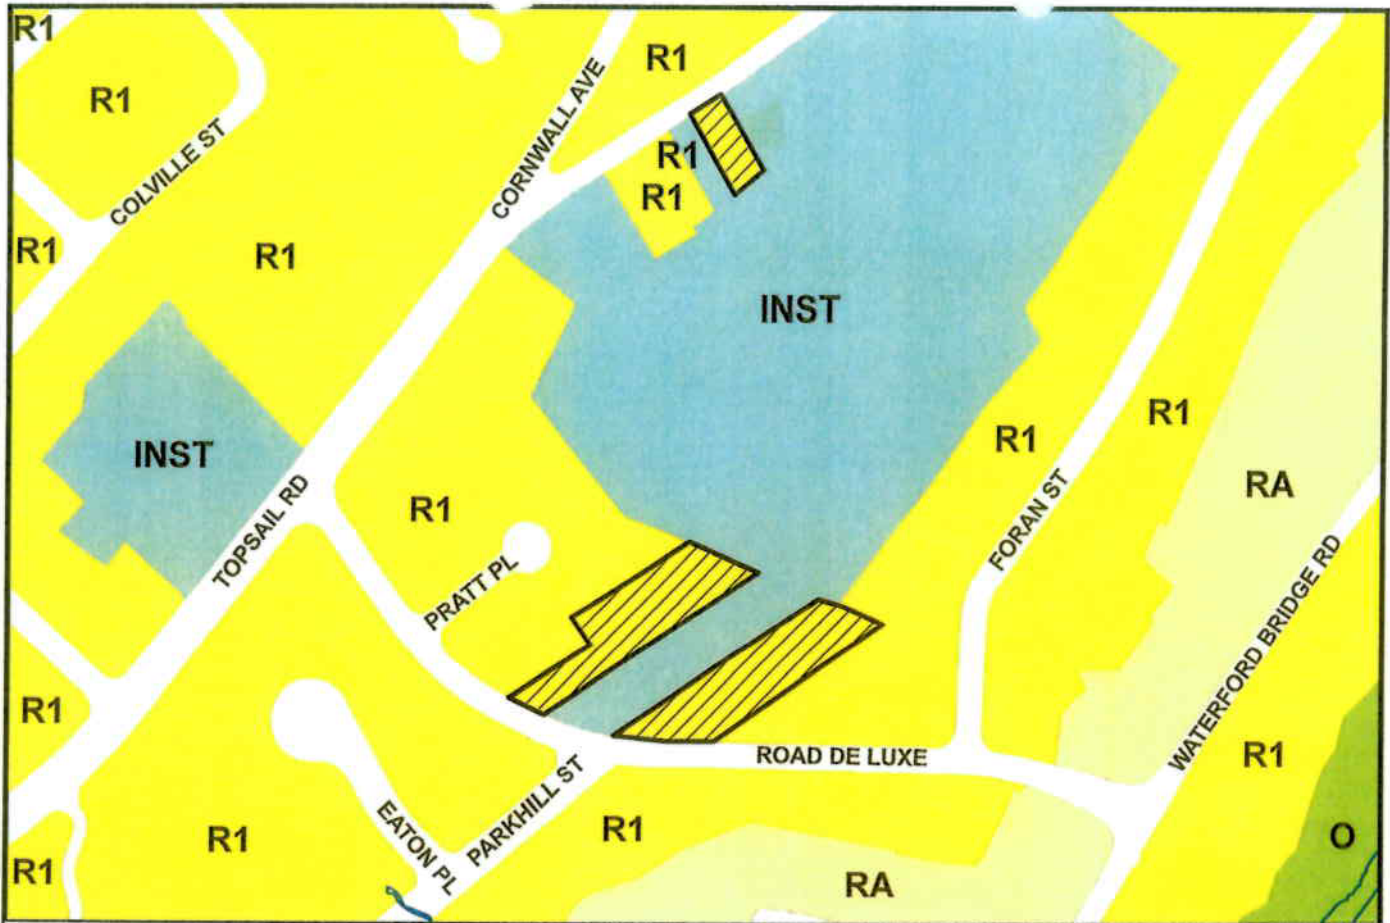 R1
R1
R1
COLVILLE ST
CORNWALL AVE
R1
R1
R1
R1
INST
R1
R1
INST
RA
R1
TOPSAIL RD
FORAN ST
PRATT PL
WATERFORD BRIDGE RD
R1
R1
ROAD DE LUXE
PARKHILL ST
EATON PL
R1
R1
O
R1
RA